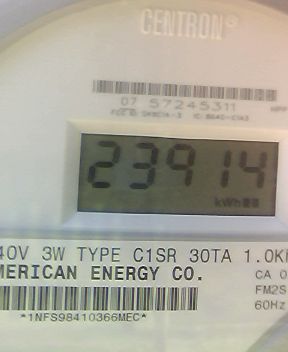 CENTRON®
07 57245311
23914
kWh
40V 3W TYPE C1SR 30TA 1.0K
MERICAN ENERGY CO.
CA 0
FM2S
60Hz
*1NFS98410366MEC*